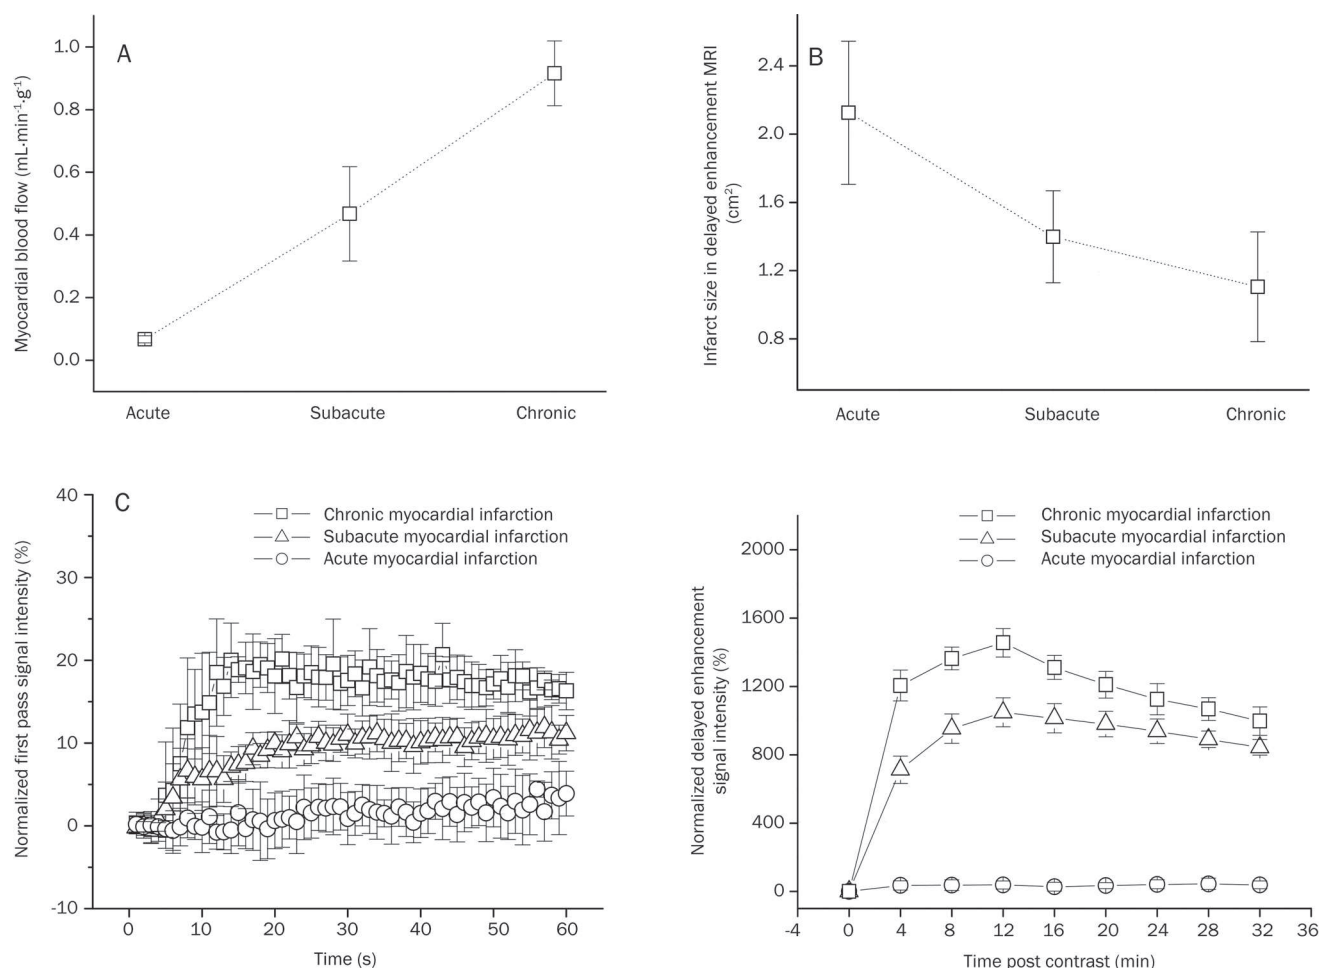 A
Myocardial blood flow (mL·min⁻¹·g⁻¹)
1.0
0.8
0.6
0.4
0.2
0.0
Acute Subacute Chronic
B
Infarct size in delayed enhancement MRI
(cm²)
2.4
2.0
1.6
1.2
0.8
Acute Subacute Chronic
C
Normalized first pass signal intensity (%)
40
30
20
10
0
-10
Chronic myocardial infarction
Subacute myocardial infarction
Acute myocardial infarction
0 10 20 30 40 50 60
Time (s)
Normalized delayed enhancement
signal intensity (%)
2000
1600
1200
800
400
0
Chronic myocardial infarction
Subacute myocardial infarction
Acute myocardial infarction
-4 0 4 8 12 16 20 24 28 32 36
Time post contrast (min)